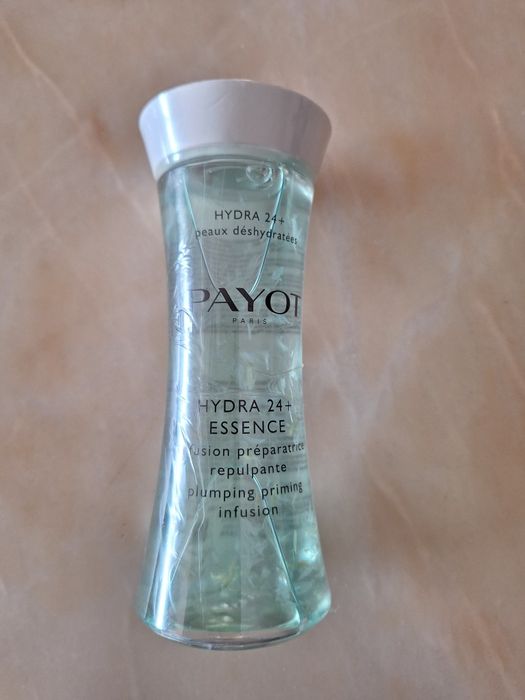 HYDRA 24+
peaux déshydratées
PAYOT
PARIS
HYDRA 24+
ESSENCE
fusion préparatrice
repulpante
plumping priming
infusion